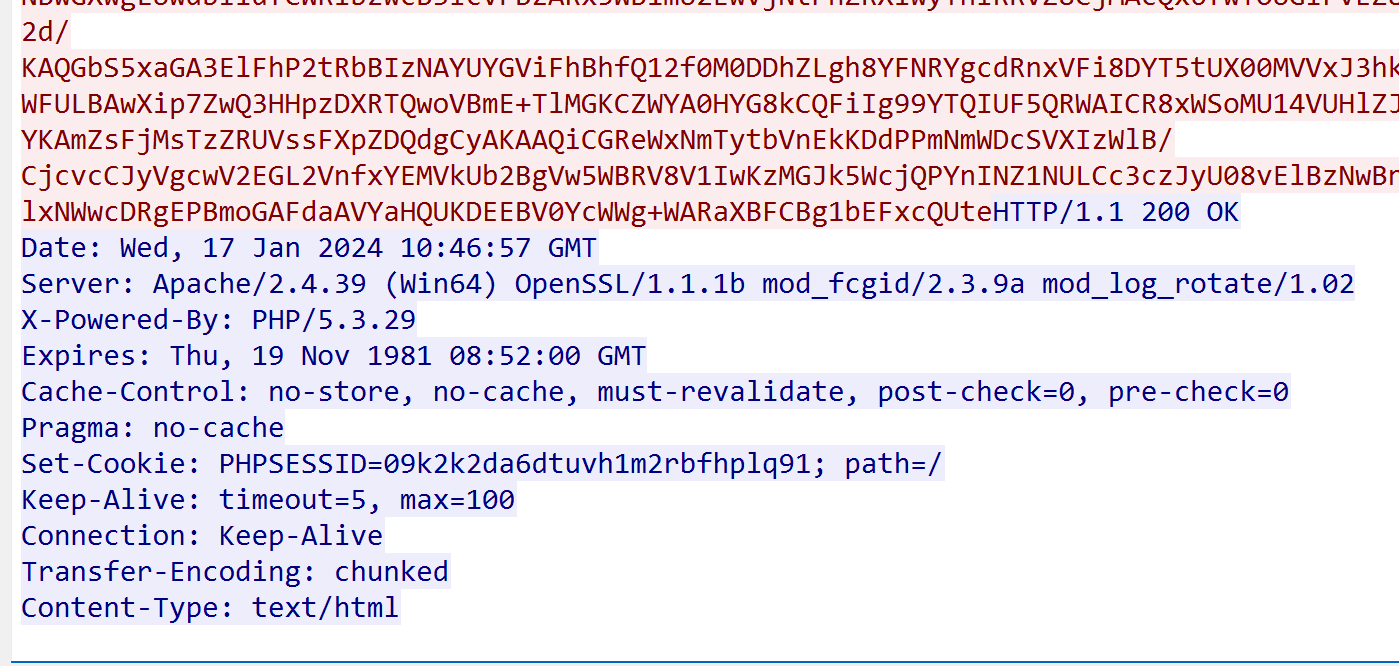 2d/
KAQGbS5xaGA3ElFhP2tRbBIzNAYUYGViFhBhfQ12f0M0DDhZLgh8YFNRYgcdRnxVFi8DYT5tUX00MVVxJ3hk
WFULBAwXip7ZwQ3HHpzDXRTQwoVBmE+TlMGKCZWYA0HYG8kCQFiIg99YTQIUF5QRWAICR8xWSoMU14VUHlZJ
YKAmZsFjMsTzZRUVssFXpZDQdgCyAKAAQiCGReWxNmTytbVnEkKDdPPmNmWDcSVXIzWlB/
CjcvcCJyVgcwV2EGL2VnfxYEMVkUb2BgVw5WBRV8V1IwKzMGJk5WcjQPYnINZ1NULCc3czJyU08vElBzNwBr
lxNWwcDRgEPBmoGAFdaAVYaHQUKDEEBV0YcWWg+WARaXBFCBg1bEFxcQUteHTTP/1.1 200 OK
Date: Wed, 17 Jan 2024 10:46:57 GMT
Server: Apache/2.4.39 (Win64) OpenSSL/1.1.1b mod_fcgid/2.3.9a mod_log_rotate/1.02
X-Powered-By: PHP/5.3.29
Expires: Thu, 19 Nov 1981 08:52:00 GMT
Cache-Control: no-store, no-cache, must-revalidate, post-check=0, pre-check=0
Pragma: no-cache
Set-Cookie: PHPSESSID=09k2k2da6dtuvh1m2rbfhplq91; path=/
Keep-Alive: timeout=5, max=100
Connection: Keep-Alive
Transfer-Encoding: chunked
Content-Type: text/html